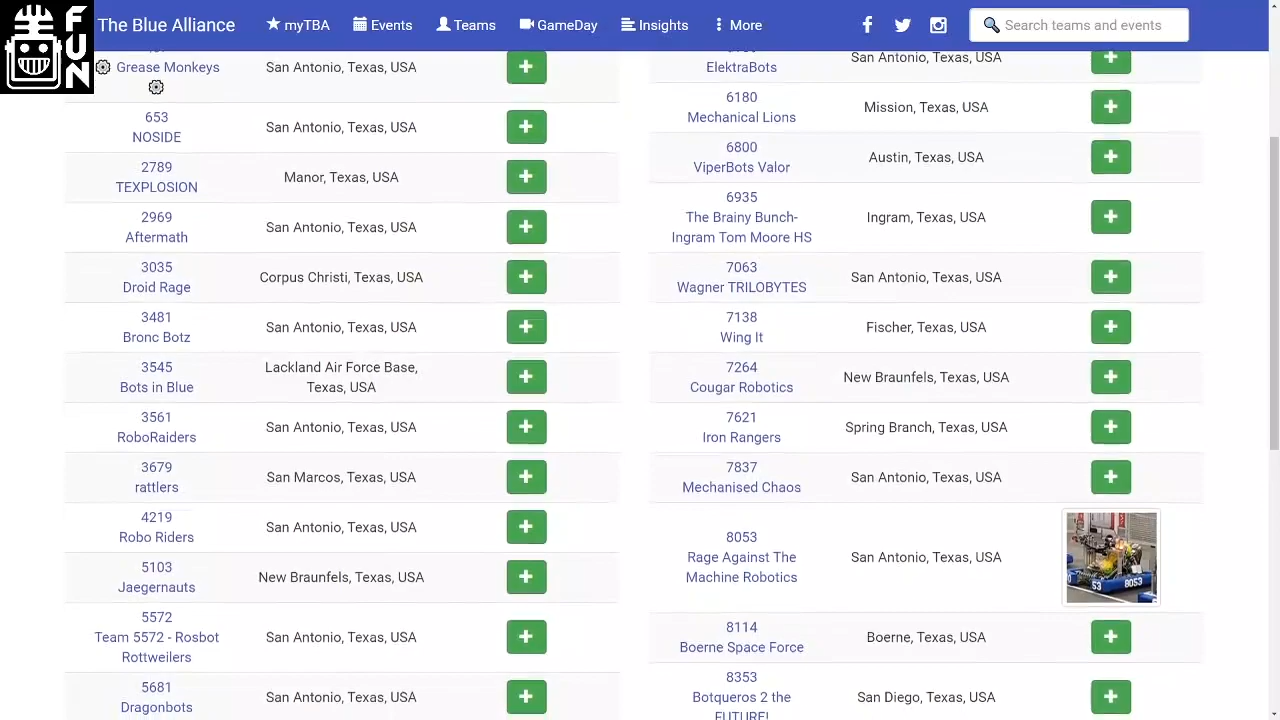 FUN
The Blue Alliance
myTBA
Events
Teams
GameDay
Insights
Search teams and events
Grease Monkeys
San Antonio, Texas, USA
653
NOSIDE
San Antonio, Texas, USA
2789
TEXPLOSION
Manor, Texas, USA
2969
Aftermath
San Antonio, Texas, USA
3035
Droid Rage
Corpus Christi, Texas, USA
3481
Bronc Botz
San Antonio, Texas, USA
3545
Bots in Blue
Lackland Air Force Base,
Texas, USA
3561
RoboRaiders
San Antonio, Texas, USA
3679
rattlers
San Marcos, Texas, USA
4219
Robo Riders
San Antonio, Texas, USA
5103
Jaegernauts
New Braunfels, Texas, USA
5572
Team 5572 - Rosbot
Rottweilers
San Antonio, Texas, USA
5681
Dragonbots
San Antonio, Texas, USA
ElektraBots
San Antonio, Texas, USA
6180
Mechanical Lions
Mission, Texas, USA
6800
ViperBots Valor
Austin, Texas, USA
6935
The Brainy Bunch-
Ingram Tom Moore HS
Ingram, Texas, USA
7063
Wagner TRILOBYTES
San Antonio, Texas, USA
7138
Wing It
Fischer, Texas, USA
7264
Cougar Robotics
New Braunfels, Texas, USA
7621
Iron Rangers
Spring Branch, Texas, USA
7837
Mechanised Chaos
San Antonio, Texas, USA
8053
Rage Against The
Machine Robotics
San Antonio, Texas, USA
53
8053
8114
Boerne Space Force
Boerne, Texas, USA
8353
Botqueros 2 the
FUTURE!
San Diego, Texas, USA